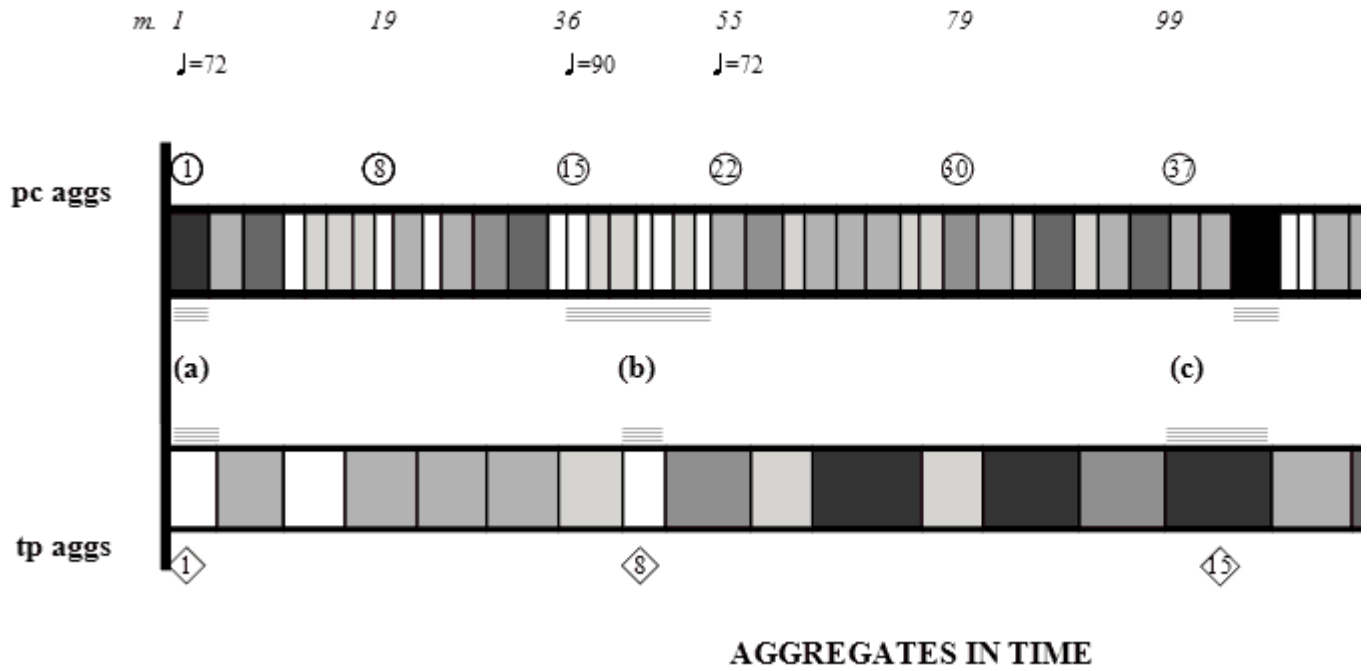 m. 1 19 36 55 79 99
♩=72 ♩=90 ♩=72
1 8 15 22 30 37
pc aggs
(a) (b) (c)
tp aggs
1 8 15
AGGREGATES IN TIME